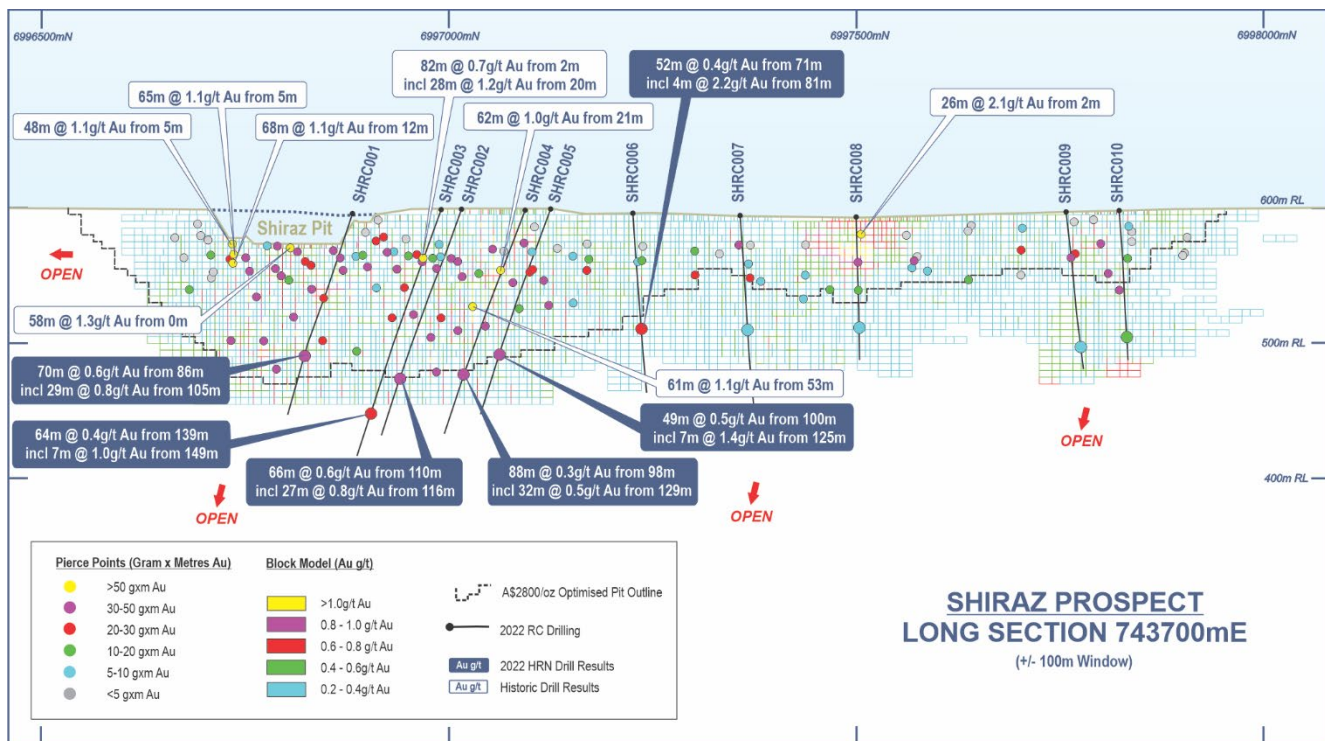 6996500mN
6997000mN
6997500mN
6998000mN
82m @ 0.7g/t Au from 2m
incl 28m @ 1.2g/t Au from 20m
52m @ 0.4g/t Au from 71m
incl 4m @ 2.2g/t Au from 81m
65m @ 1.1g/t Au from 5m
26m @ 2.1g/t Au from 2m
48m @ 1.1g/t Au from 5m
68m @ 1.1g/t Au from 12m
62m @ 1.0g/t Au from 21m
SHRC001
SHRC003
SHRC002
SHRC004
SHRC005
SHRC006
SHRC007
SHRC008
SHRC009
SHRC010
600m RL
Shiraz Pit
OPEN
58m @ 1.3g/t Au from 0m
500m RL
70m @ 0.6g/t Au from 86m
incl 29m @ 0.8g/t Au from 105m
61m @ 1.1g/t Au from 53m
49m @ 0.5g/t Au from 100m
incl 7m @ 1.4g/t Au from 125m
64m @ 0.4g/t Au from 139m
incl 7m @ 1.0g/t Au from 149m
OPEN
66m @ 0.6g/t Au from 110m
incl 27m @ 0.8g/t Au from 116m
88m @ 0.3g/t Au from 98m
incl 32m @ 0.5g/t Au from 129m
400m RL
OPEN
OPEN
Pierce Points (Gram x Metres Au)
>50 gxm Au
30-50 gxm Au
20-30 gxm Au
10-20 gxm Au
5-10 gxm Au
<5 gxm Au
Block Model (Au g/t)
>1.0g/t Au
0.8 - 1.0 g/t Au
0.6 - 0.8 g/t Au
0.4 - 0.6g/t Au
0.2 - 0.4g/t Au
A$2800/oz Optimised Pit Outline
2022 RC Drilling
Au g/t 2022 HRN Drill Results
Au g/t Historic Drill Results
SHIRAZ PROSPECT
LONG SECTION 743700mE
(+/- 100m Window)